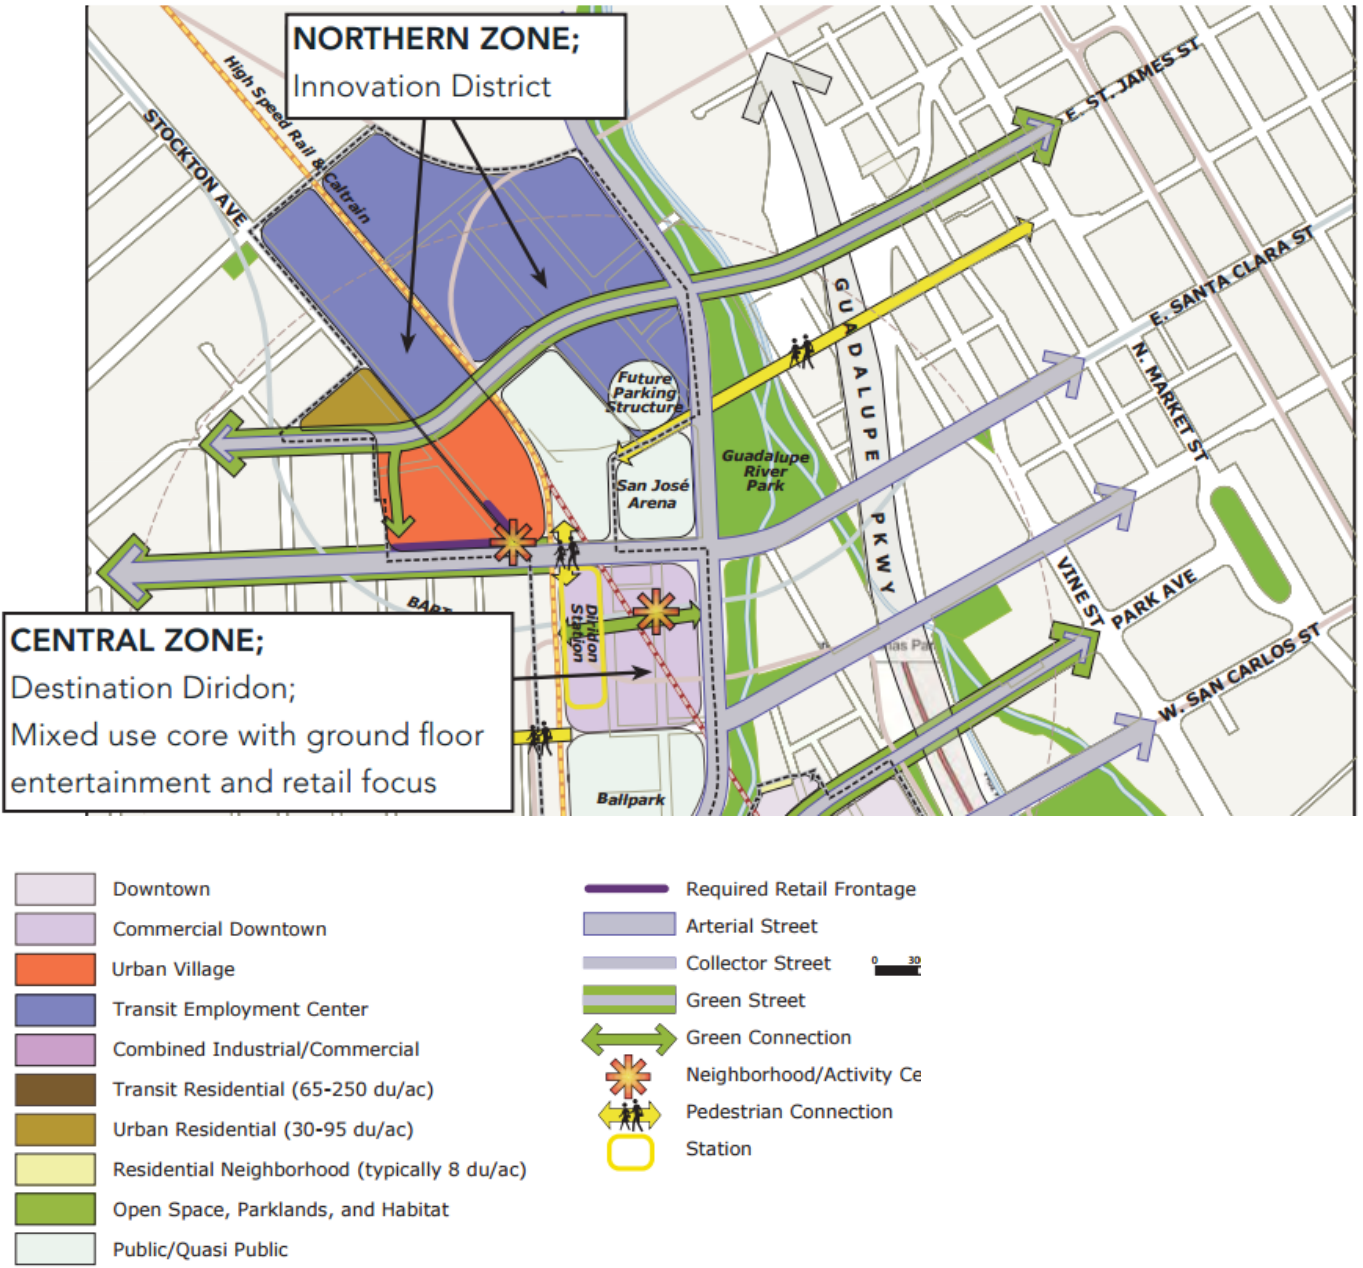 NORTHERN ZONE;
Innovation District
High Speed Rail & Caltrain
STOCKTON AVE
E. ST. JAMES ST
E. SANTA CLARA ST
N. MARKET ST
GUADALUPE PKWY
Future
Parking
Structure
San José
Arena
Guadalupe
River
Park
VINE ST
PARK AVE
W. SAN CARLOS ST
Diridon
Station
Ballpark
CENTRAL ZONE;
Destination Diridon;
Mixed use core with ground floor
entertainment and retail focus
Downtown
Commercial Downtown
Urban Village
Transit Employment Center
Combined Industrial/Commercial
Transit Residential (65-250 du/ac)
Urban Residential (30-95 du/ac)
Residential Neighborhood (typically 8 du/ac)
Open Space, Parklands, and Habitat
Public/Quasi Public
Required Retail Frontage
Arterial Street
Collector Street
0 30
Green Street
Green Connection
Neighborhood/Activity Ce
Pedestrian Connection
Station